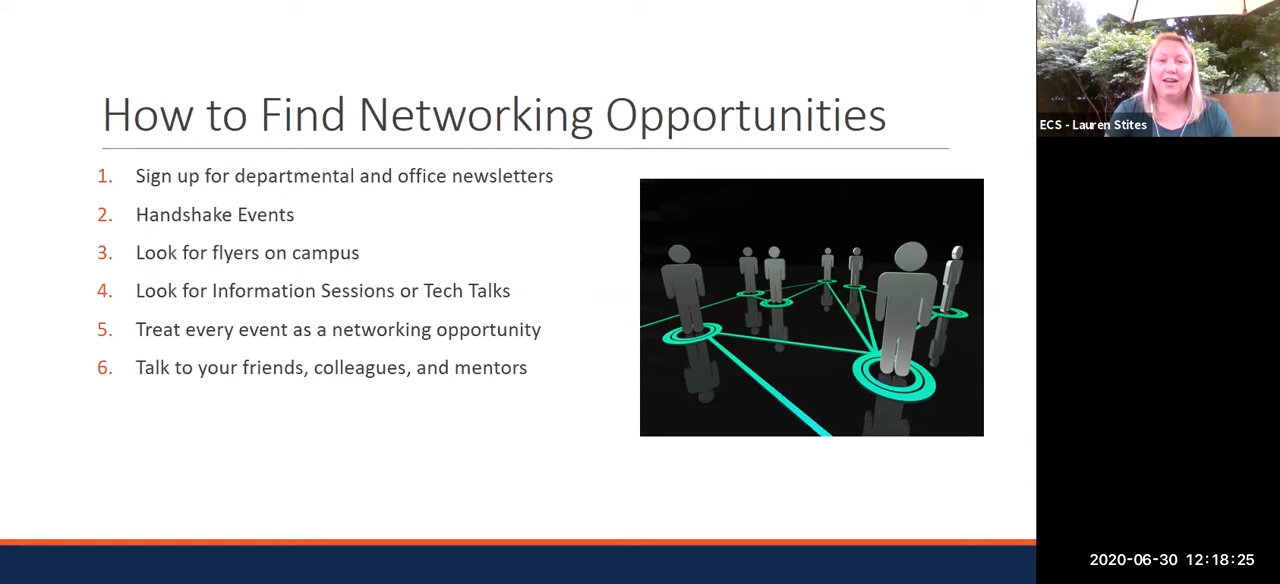 How to Find Networking Opportunities
1. Sign up for departmental and office newsletters
2. Handshake Events
3. Look for flyers on campus
4. Look for Information Sessions or Tech Talks
5. Treat every event as a networking opportunity
6. Talk to your friends, colleagues, and mentors
ECS - Lauren Stites
2020-06-30 12:18:25